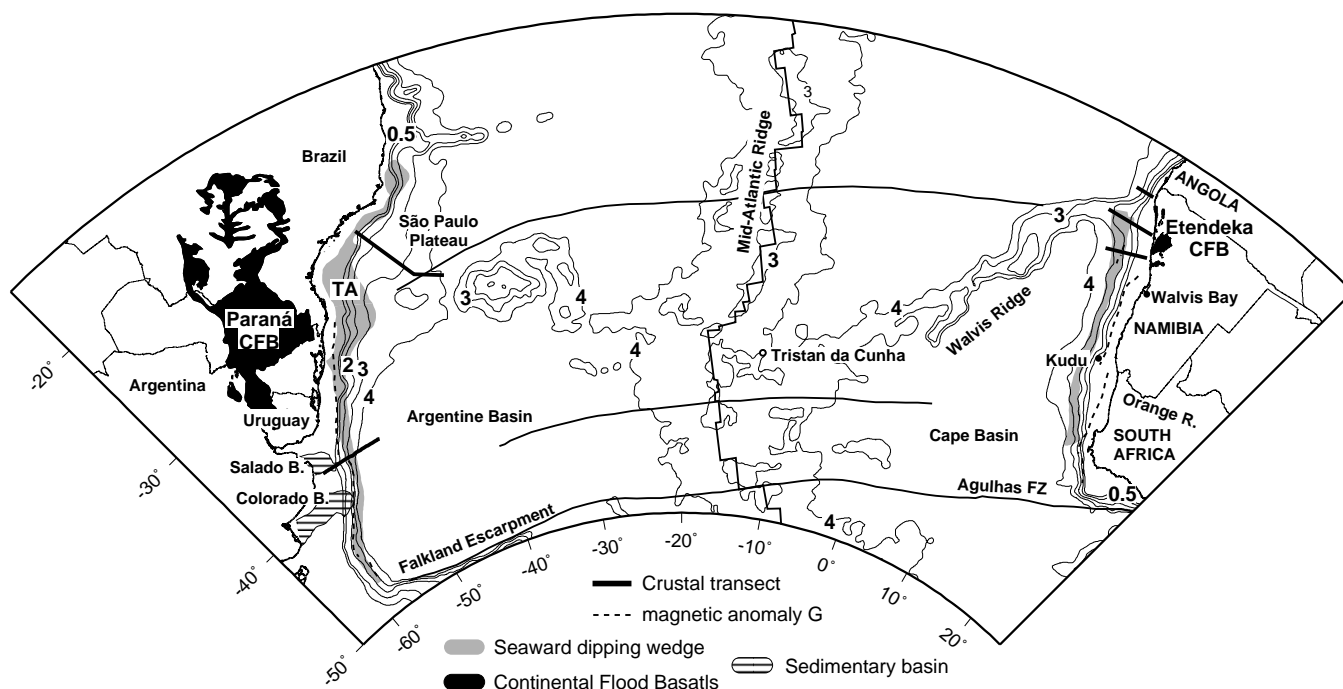 3
0.5
Brazil
Mid-Atlantic Ridge
ANGOLA
São Paulo
Plateau
3
Etendeka
CFB
TA
3
3
4
4
4
Walvis Bay
Paraná
CFB
Walvis Ridge
NAMIBIA
2
3
4
4
Tristan da Cunha
Kudu
Argentina
Orange R.
Uruguay
Argentine Basin
Cape Basin
SOUTH
AFRICA
Salado B.
Colorado B.
Agulhas FZ
0.5
Falkland Escarpment
4
-20°
-30°
-40°
-50°
-60°
-50°
-40°
-30°
-20°
-10°
0°
10°
20°
Crustal transect
magnetic anomaly G
Seaward dipping wedge
Sedimentary basin
Continental Flood Basatls